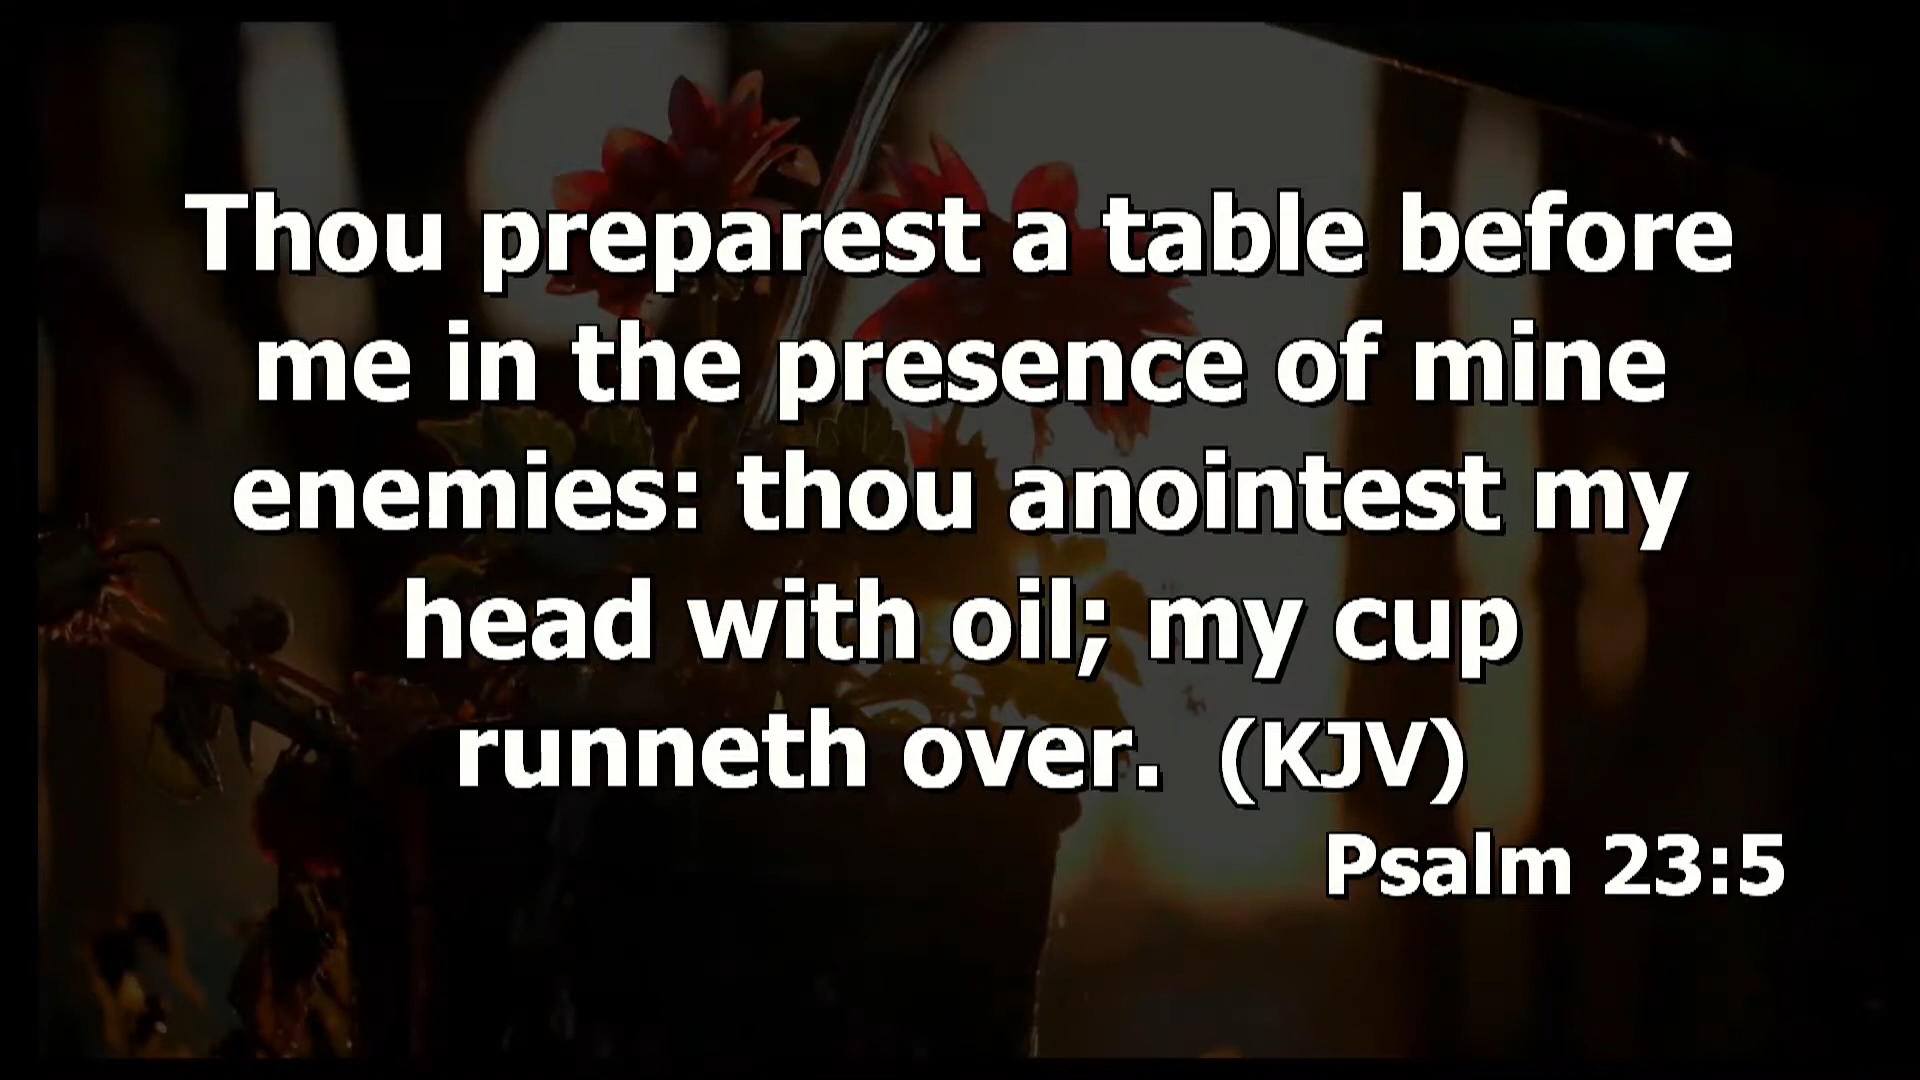 Thou preparest a table before
me in the presence of mine
enemies: thou anointest my
head with oil; my cup
runneth over.  (KJV)
Psalm 23:5